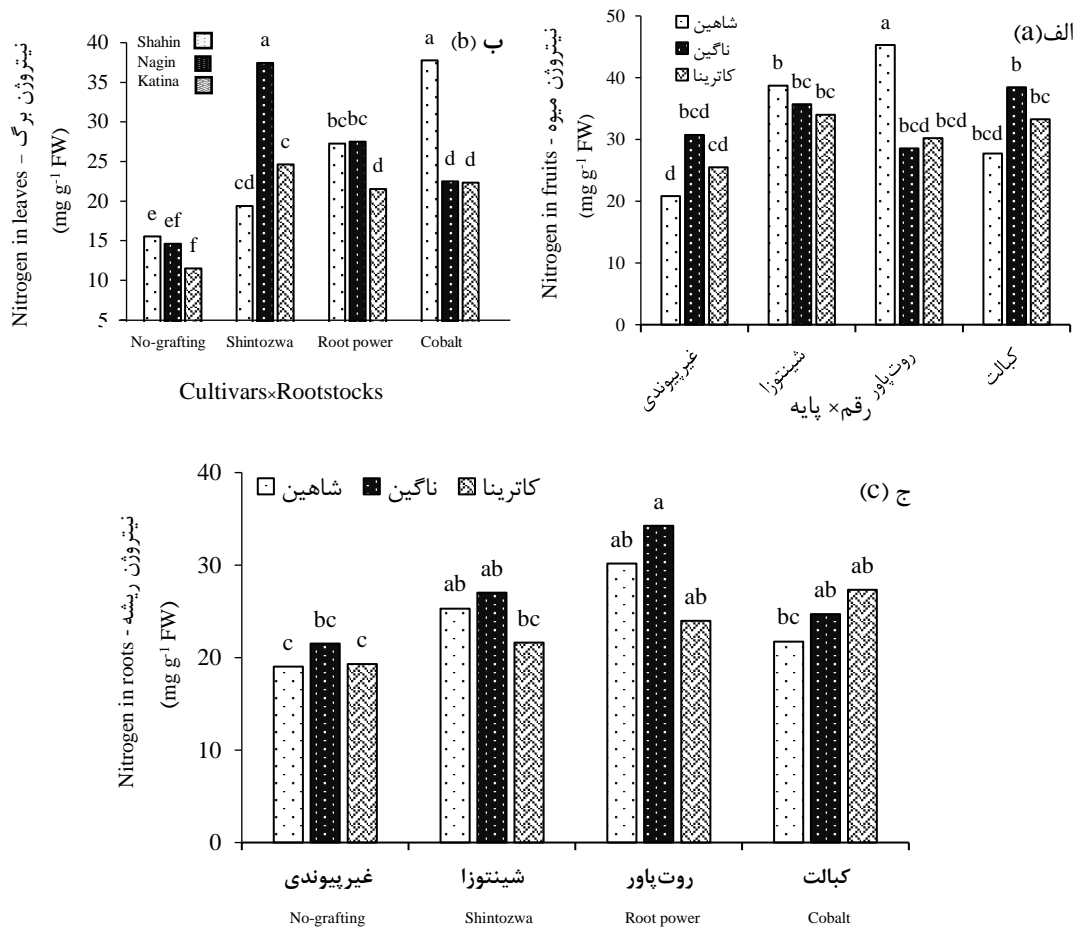 الف(a)
شاهین
ناگین
کاترینا
نیتروژن میوه - Nitrogen in fruits
(mg g-1 FW)
50
40
30
20
10
0
d
bcd
cd
b
bc
bc
a
bcd
bcd
bcd
b
bc
غیرپیوندی
شینتوزا
روت‌پاور
کبالت
رقم× پایه
ب (b)
Shahin
Nagin
Katina
نیتروژن برگ – Nitrogen in leaves
(mg g-1 FW)
40
35
30
25
20
15
10
5
e
ef
f
cd
a
c
bc
bc
d
a
d
d
No-grafting
Shintozwa
Root power
Cobalt
Cultivars×Rootstocks
ج (c)
شاهین
ناگین
کاترینا
نیتروژن ریشه - Nitrogen in roots
(mg g-1 FW)
40
30
20
10
0
c
bc
c
ab
ab
bc
ab
a
ab
bc
ab
ab
غیرپیوندی
شینتوزا
روت‌پاور
کبالت
No-grafting
Shintozwa
Root power
Cobalt